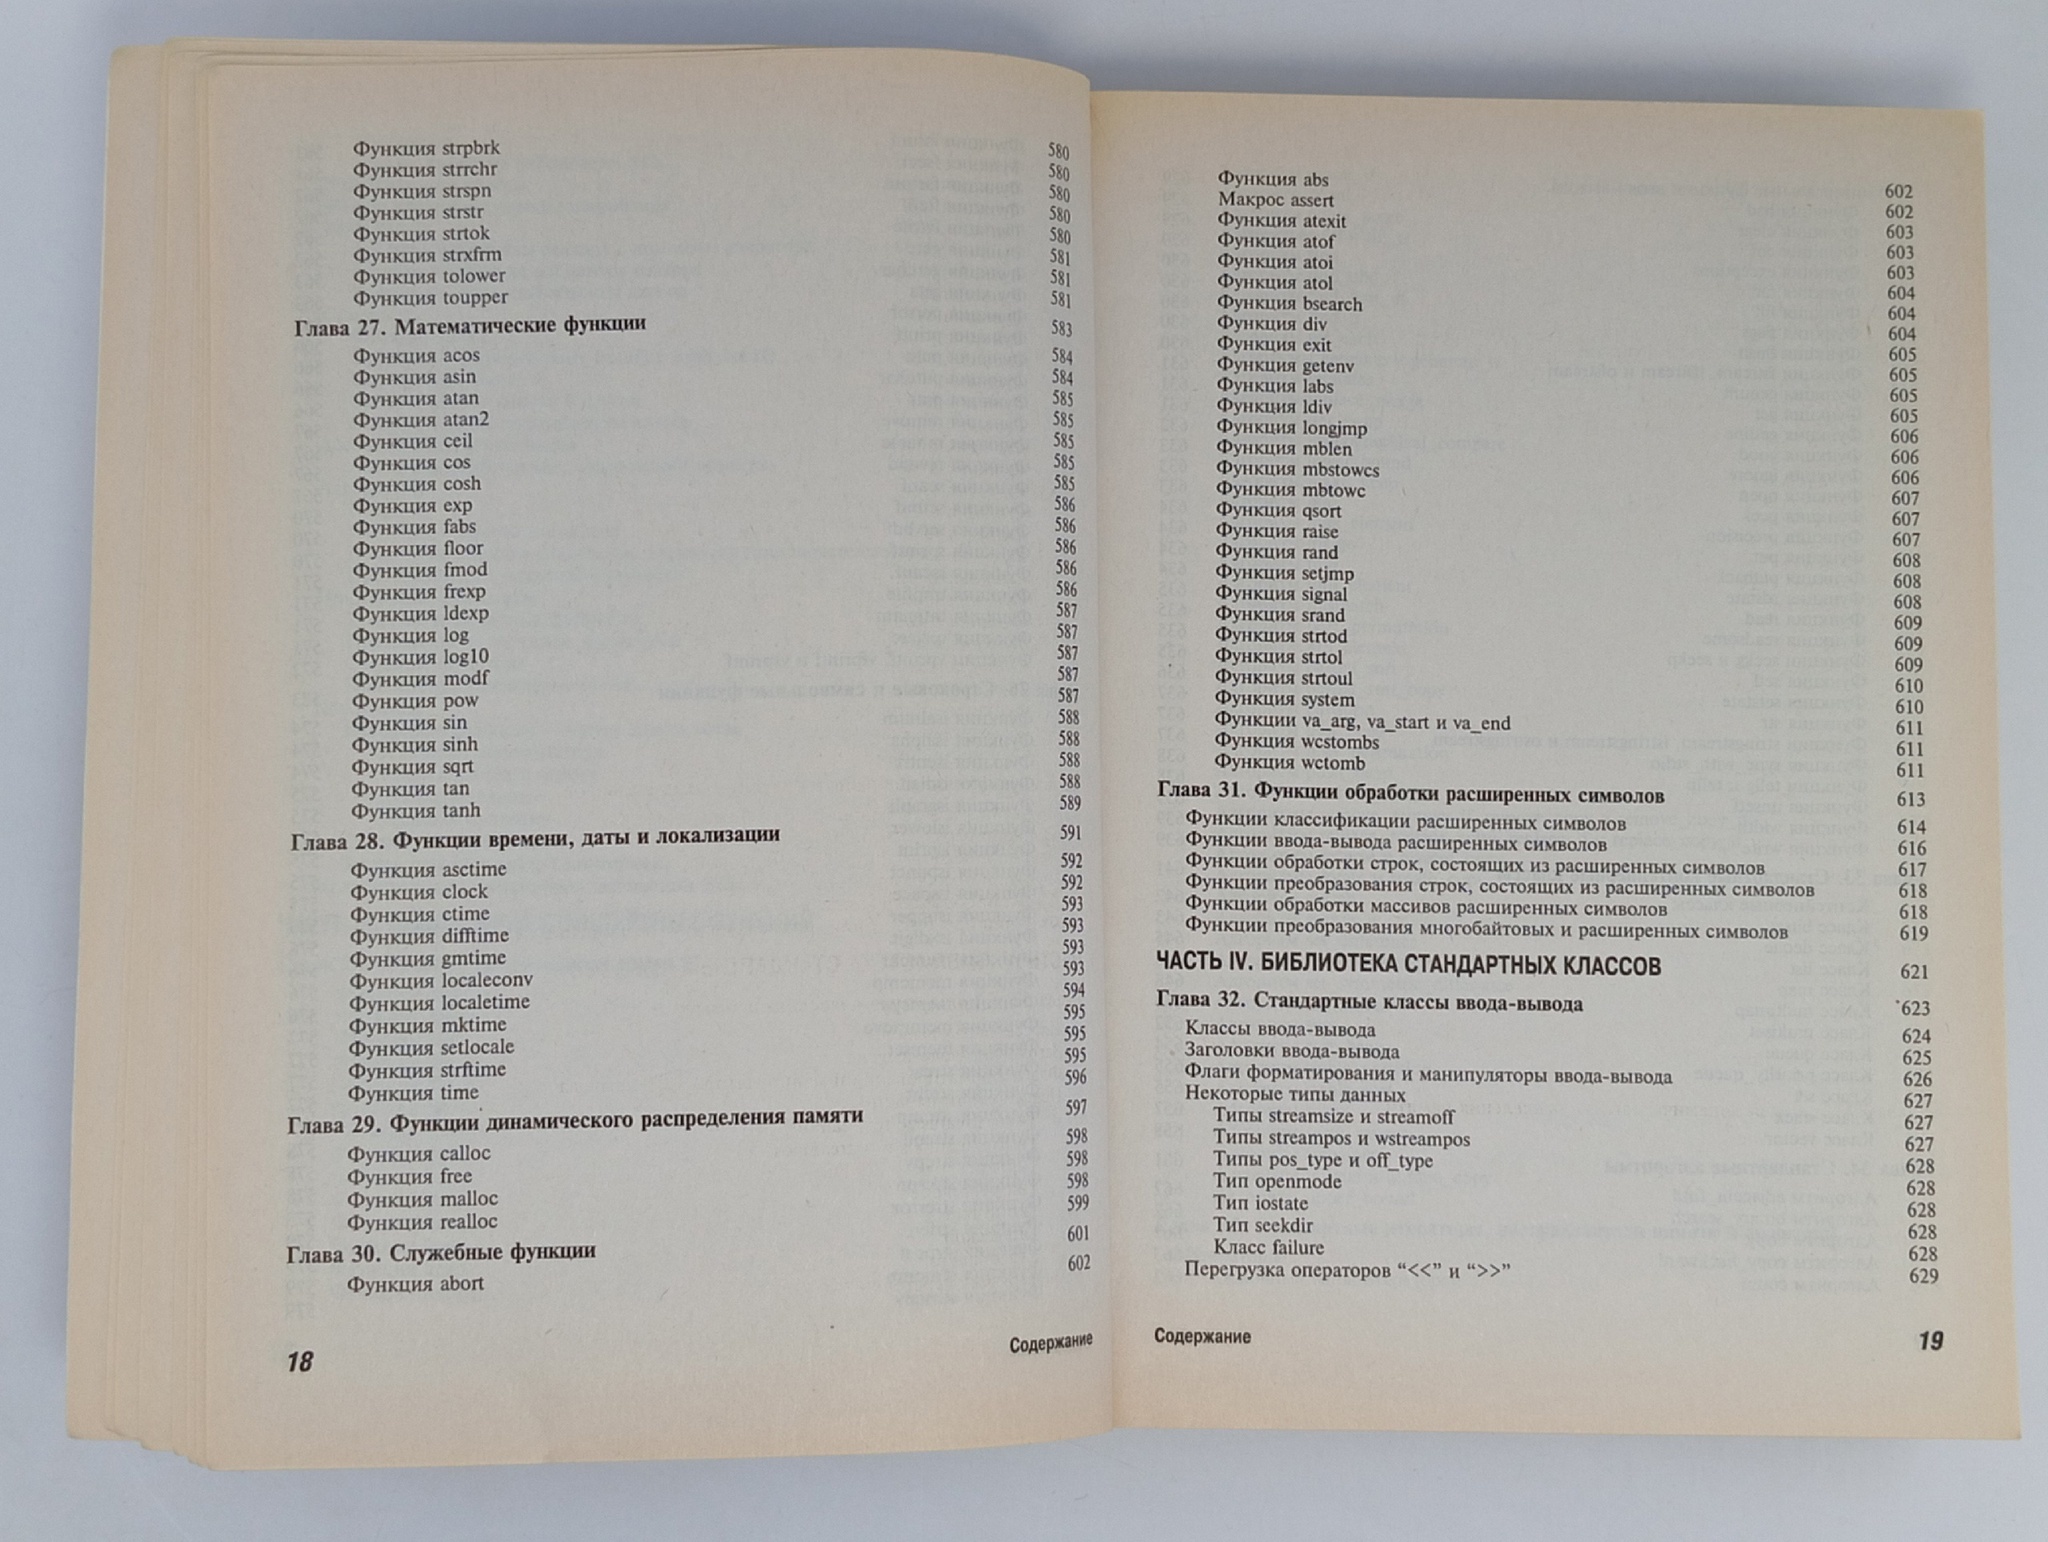 Функция strpbrk 580
Функция strrchr 580
Функция strspn 580
Функция strstr 580
Функция strtok 580
Функция strxfrm 581
Функция tolower 581
Функция toupper 581
Глава 27. Математические функции 583
Функция acos 584
Функция asin 584
Функция atan 585
Функция atan2 585
Функция ceil 585
Функция cos 585
Функция cosh 585
Функция exp 586
Функция fabs 586
Функция floor 586
Функция fmod 586
Функция frexp 586
Функция ldexp 587
Функция log 587
Функция log10 587
Функция modf 587
Функция pow 587
Функция sin 588
Функция sinh 588
Функция sqrt 588
Функция tan 588
Функция tanh 589
Глава 28. Функции времени, даты и локализации 591
Функция asctime 592
Функция clock 592
Функция ctime 593
Функция difftime 593
Функция gmtime 593
Функция localeconv 593
Функция localetime 594
Функция mktime 595
Функция setlocale 595
Функция strftime 595
Функция time 596
Глава 29. Функции динамического распределения памяти 597
Функция calloc 598
Функция free 598
Функция malloc 598
Функция realloc 599
Глава 30. Служебные функции 601
Функция abort 602
18 Содержание
Функция abs 602
Макрос assert 602
Функция atexit 603
Функция atof 603
Функция atoi 603
Функция atol 604
Функция bsearch 604
Функция div 604
Функция exit 605
Функция getenv 605
Функция labs 605
Функция ldiv 605
Функция longjmp 606
Функция mblen 606
Функция mbstowcs 606
Функция mbtowc 607
Функция qsort 607
Функция raise 607
Функция rand 608
Функция setjmp 608
Функция signal 608
Функция srand 609
Функция strtod 609
Функция strtol 609
Функция strtoul 610
Функция system 610
Функции va_arg, va_start и va_end 611
Функция wcstombs 611
Функция wctomb 611
Глава 31. Функции обработки расширенных символов 613
Функции классификации расширенных символов 614
Функции ввода-вывода расширенных символов 616
Функции обработки строк, состоящих из расширенных символов 617
Функции преобразования строк, состоящих из расширенных символов 618
Функции обработки массивов расширенных символов 618
Функции преобразования многобайтовых и расширенных символов 619
ЧАСТЬ IV. БИБЛИОТЕКА СТАНДАРТНЫХ КЛАССОВ 621
Глава 32. Стандартные классы ввода-вывода 623
Классы ввода-вывода 624
Заголовки ввода-вывода 625
Флаги форматирования и манипуляторы ввода-вывода 626
Некоторые типы данных 627
Типы streamsize и streamoff 627
Типы streampos и wstreampos 627
Типы pos_type и off_type 628
Тип openmode 628
Тип iostate 628
Тип seekdir 628
Класс failure 628
Перегрузка операторов “<<” и “>>” 629
Содержание 19